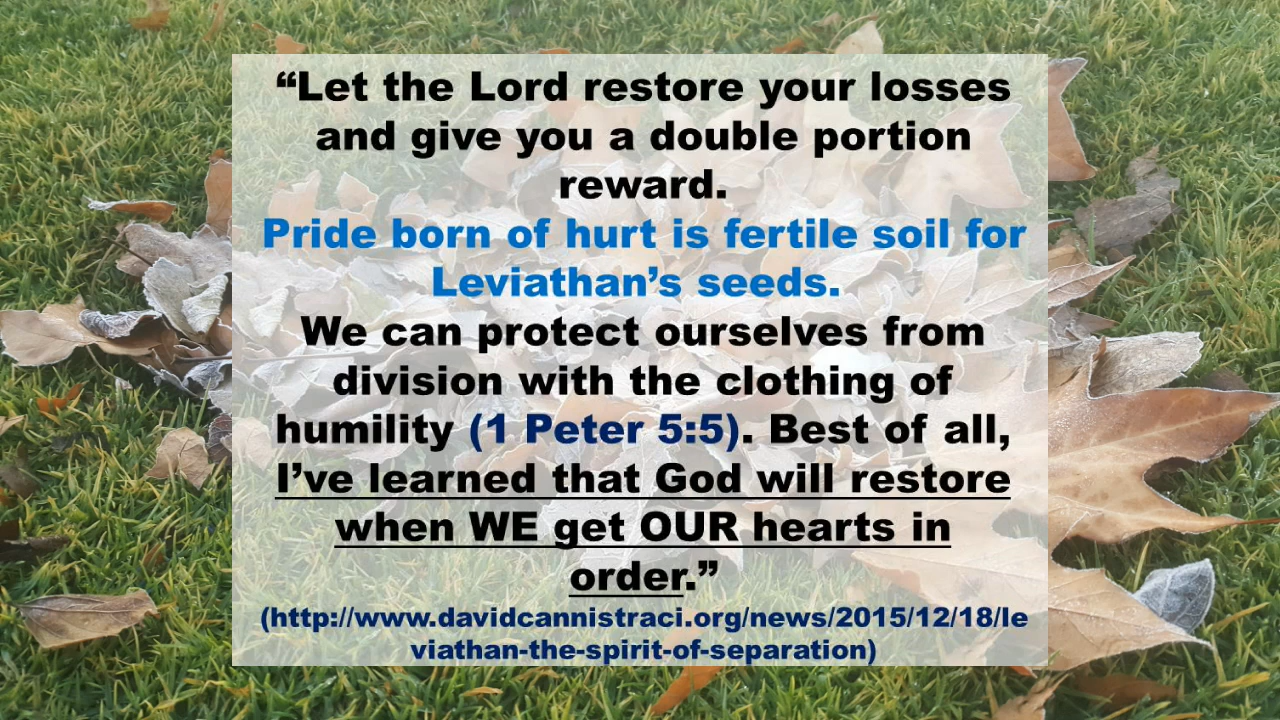 “Let the Lord restore your losses
and give you a double portion
reward.
Pride born of hurt is fertile soil for
Leviathan’s seeds.
We can protect ourselves from
division with the clothing of
humility (1 Peter 5:5). Best of all,
I’ve learned that God will restore
when WE get OUR hearts in
order.”
(http://www.davidcannistraci.org/news/2015/12/18/le
viathan-the-spirit-of-separation)